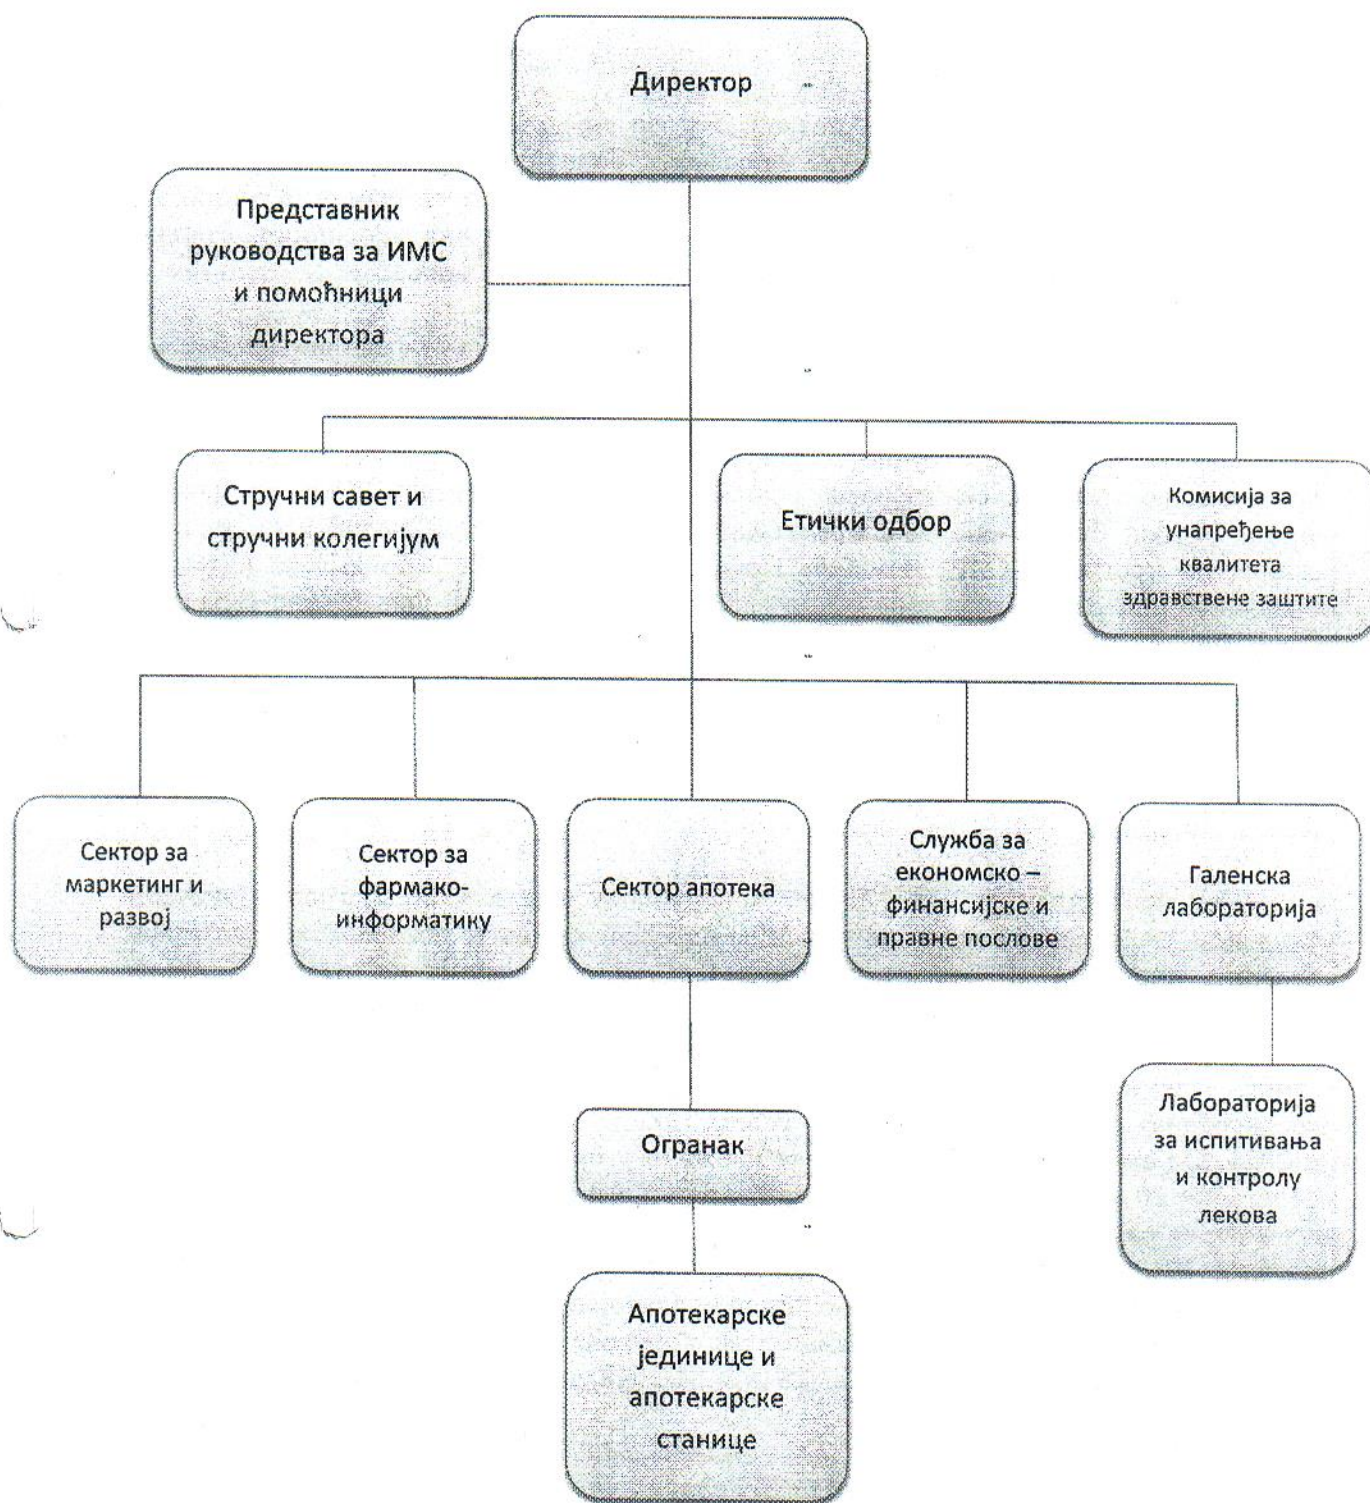 Директор
Представник
руководства за ИМС
и помоћници
директора
Стручни савет и
стручни колегијум
Етички одбор
Комисија за
унапређење
квалитета
здравствене заштите
Сектор за
маркетинг и
развој
Сектор за
фармако-
информатику
Сектор апотека
Служба за
економско –
финансијске и
правне послове
Галенска
лабораторија
Огранак
Лабораторија
за испитивања
и контролу
лекова
Апотекарске
јединице и
апотекарске
станице